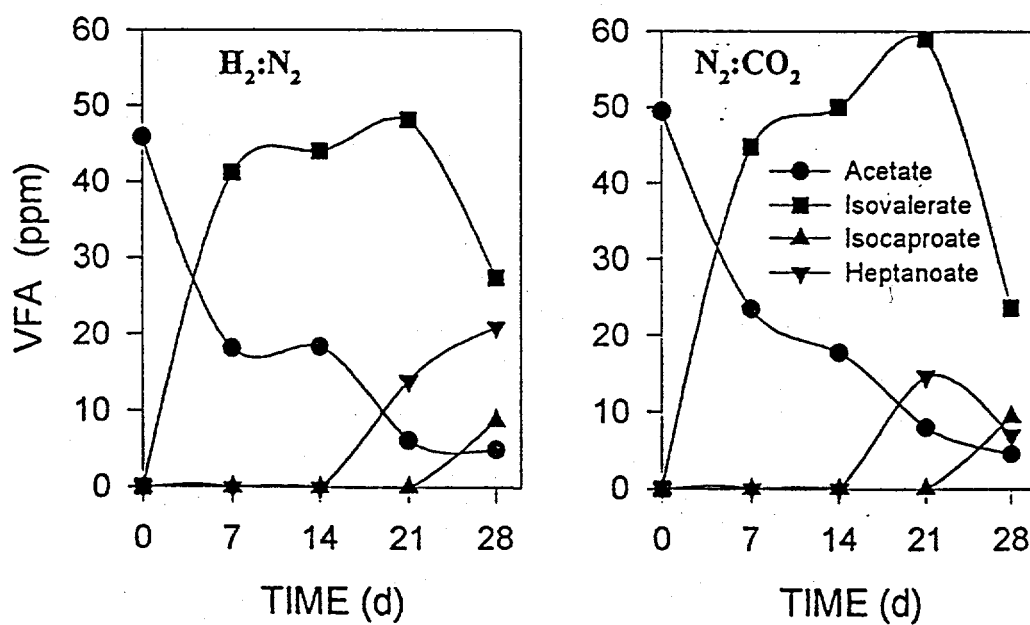 VFA (ppm)
60
50
40
30
20
10
0
H2:N2
0 7 14 21 28
TIME (d)
60
50
40
30
20
10
0
N2:CO2
Acetate
Isovalerate
Isocaproate
Heptanoate
0 7 14 21 28
TIME (d)